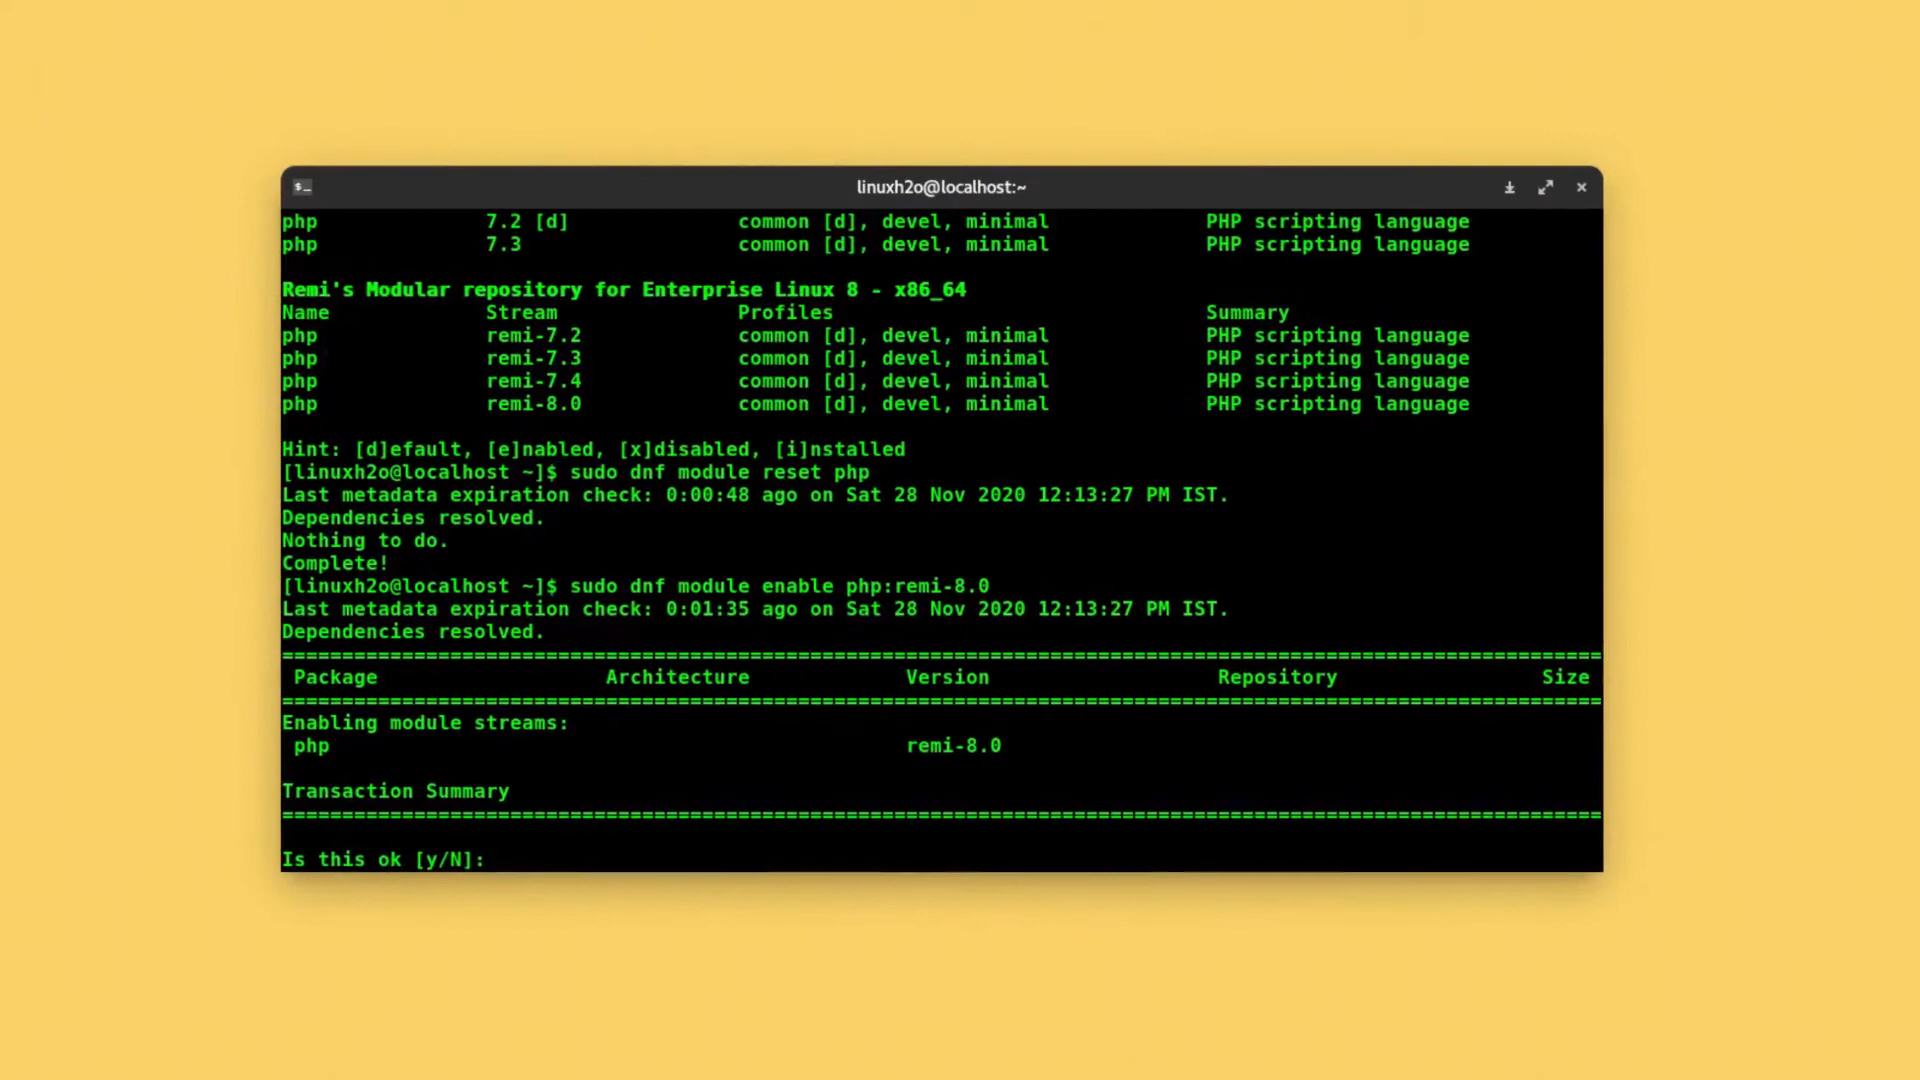 $_
linuxh2o@localhost:~
php 7.2 [d] common [d], devel, minimal PHP scripting language
php 7.3 common [d], devel, minimal PHP scripting language
Remi's Modular repository for Enterprise Linux 8 - x86_64
Name Stream Profiles Summary
php remi-7.2 common [d], devel, minimal PHP scripting language
php remi-7.3 common [d], devel, minimal PHP scripting language
php remi-7.4 common [d], devel, minimal PHP scripting language
php remi-8.0 common [d], devel, minimal PHP scripting language
Hint: [d]efault, [e]nabled, [x]disabled, [i]nstalled
[linuxh2o@localhost ~]$ sudo dnf module reset php
Last metadata expiration check: 0:00:48 ago on Sat 28 Nov 2020 12:13:27 PM IST.
Dependencies resolved.
Nothing to do.
Complete!
[linuxh2o@localhost ~]$ sudo dnf module enable php:remi-8.0
Last metadata expiration check: 0:01:35 ago on Sat 28 Nov 2020 12:13:27 PM IST.
Dependencies resolved.
Package Architecture Version Repository Size
Enabling module streams:
php remi-8.0
Transaction Summary
Is this ok [y/N]: